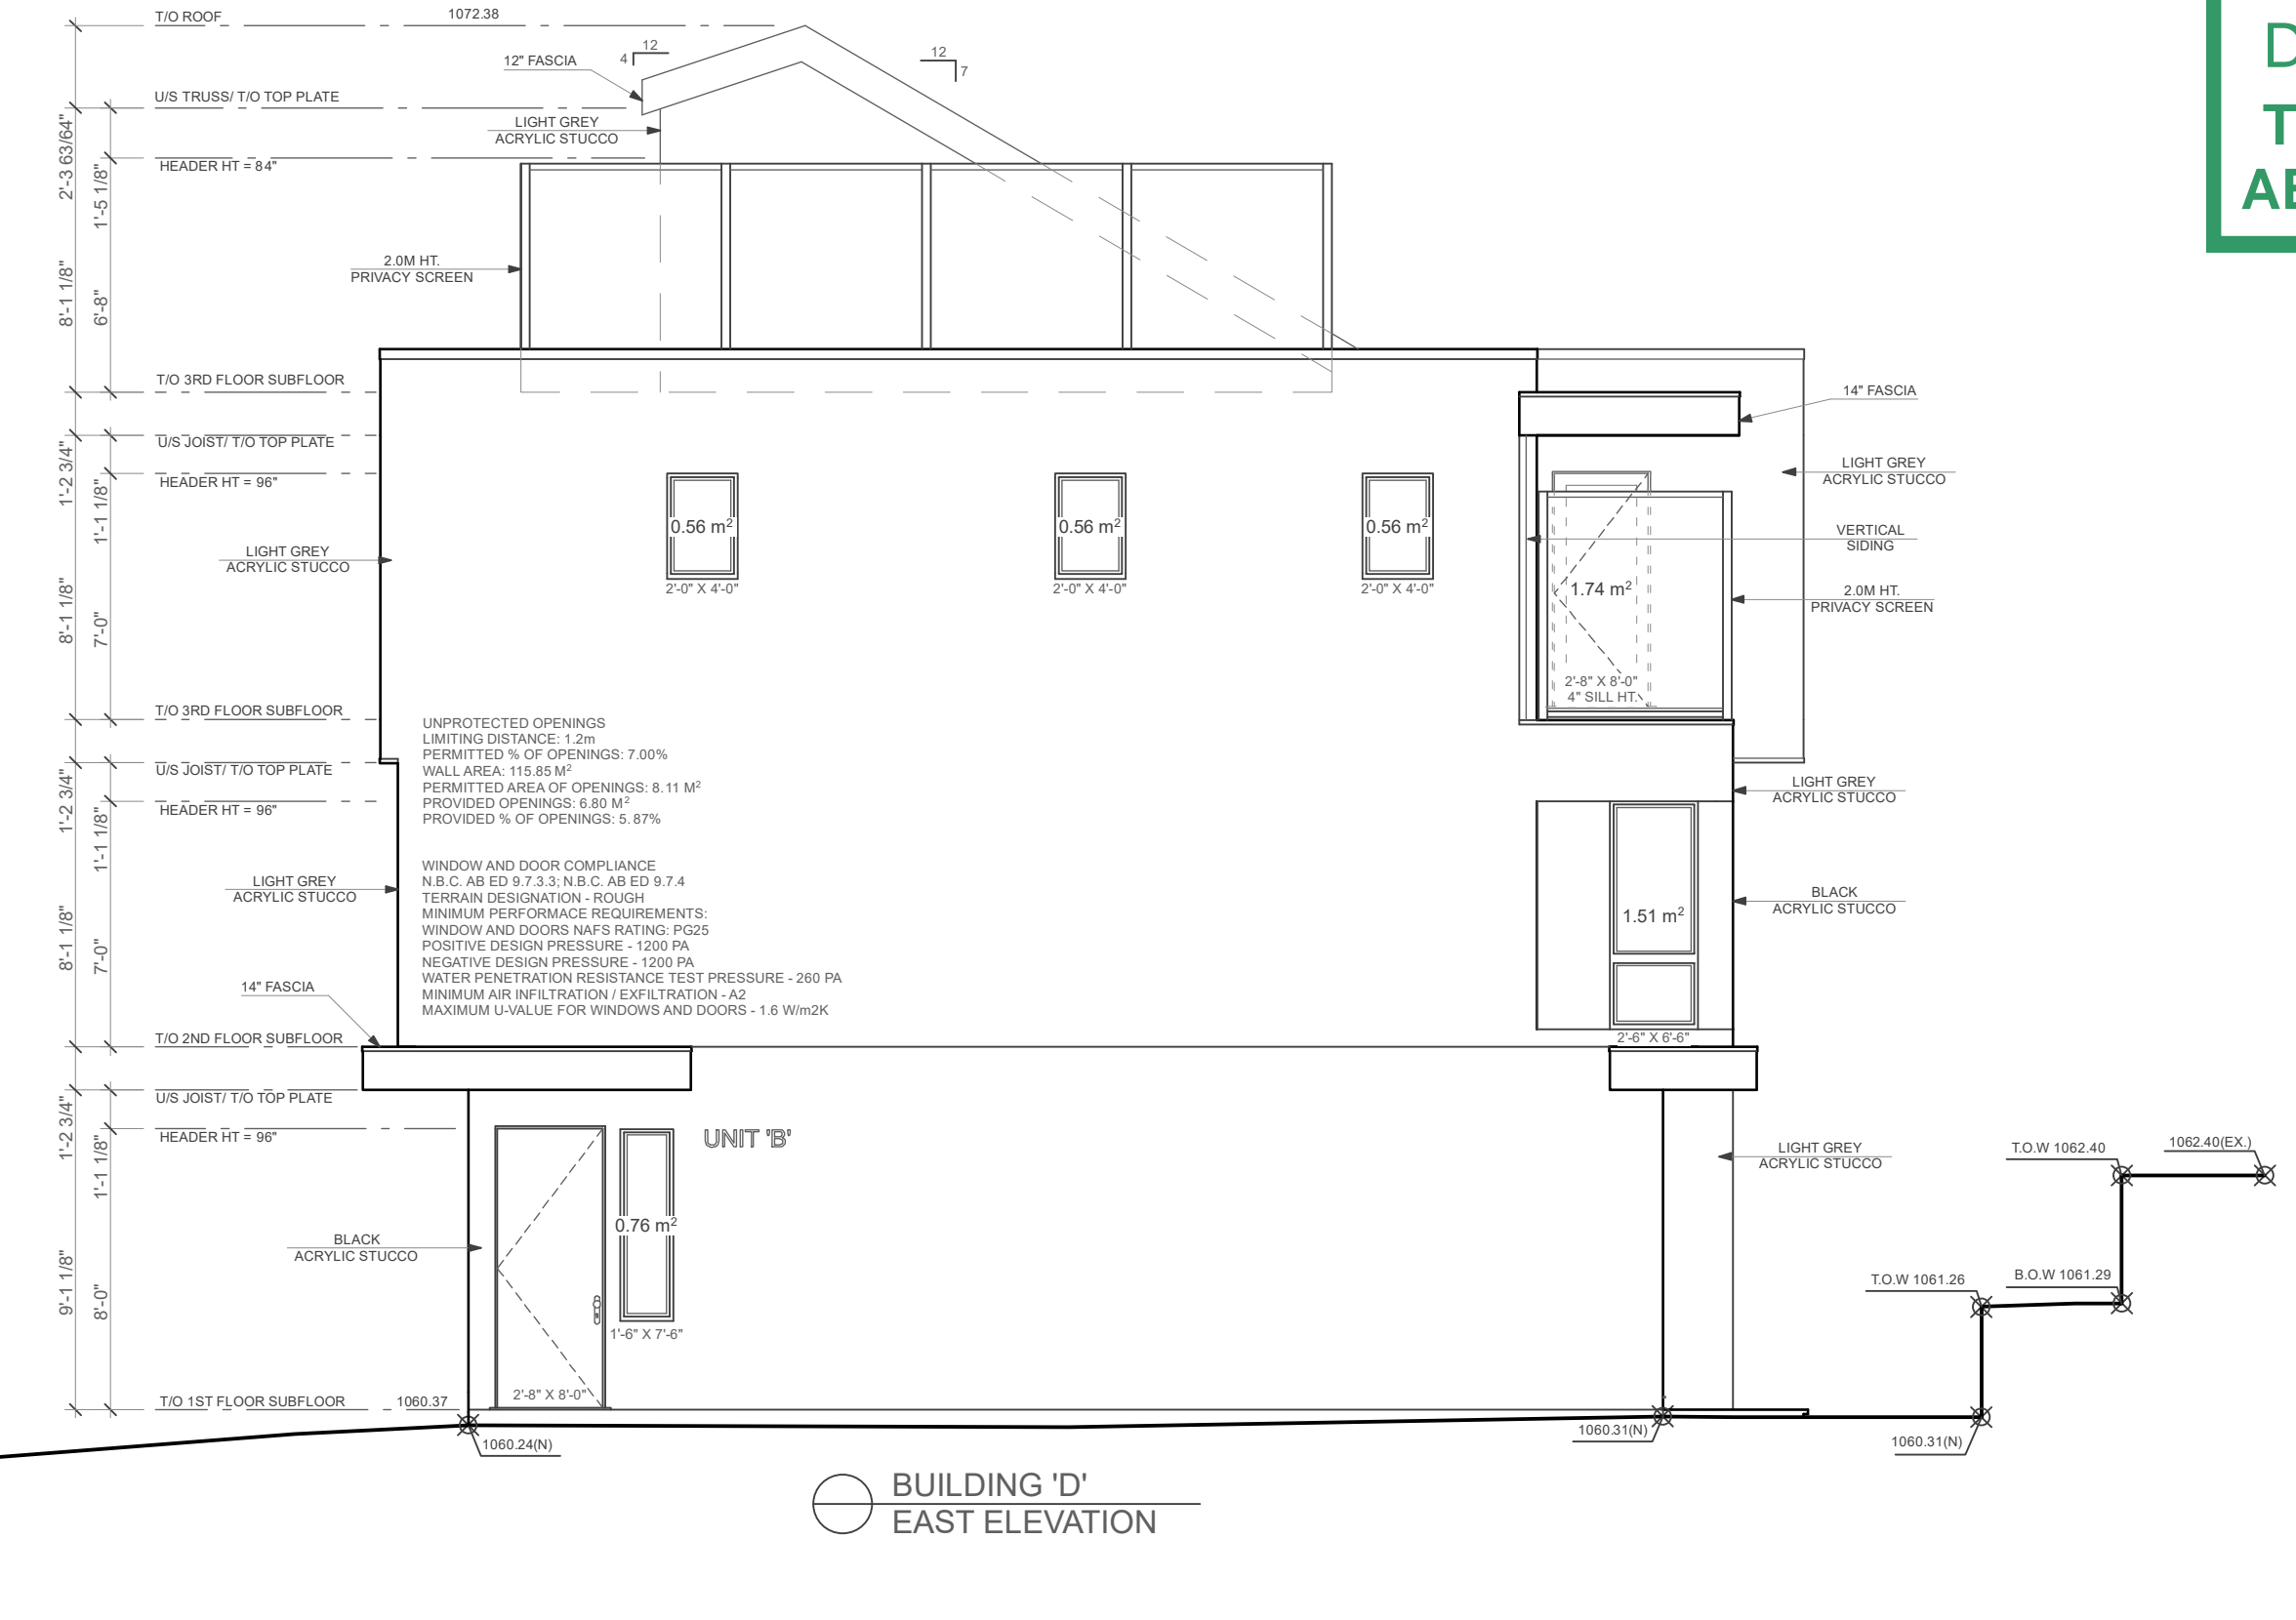 T/O ROOF
1072.38
12
4
12" FASCIA
12
7
U/S TRUSS/ T/O TOP PLATE
LIGHT GREY
ACRYLIC STUCCO
HEADER HT = 84"
2'-3 63/64"
1'-5 1/8"
8'-1 1/8"
6'-8"
2.0M HT.
PRIVACY SCREEN
T/O 3RD FLOOR SUBFLOOR
14" FASCIA
U/S JOIST/ T/O TOP PLATE
HEADER HT = 96"
1'-2 3/4"
1'-1 1/8"
LIGHT GREY
ACRYLIC STUCCO
0.56 m²
2'-0" X 4'-0"
0.56 m²
2'-0" X 4'-0"
0.56 m²
2'-0" X 4'-0"
VERTICAL
SIDING
LIGHT GREY
ACRYLIC STUCCO
1.74 m²
2'-8" X 8'-0"
4" SILL HT.
2.0M HT.
PRIVACY SCREEN
8'-1 1/8"
7'-0"
T/O 3RD FLOOR SUBFLOOR
UNPROTECTED OPENINGS
LIMITING DISTANCE: 1.2m
PERMITTED % OF OPENINGS: 7.00%
WALL AREA: 115.85 M²
PERMITTED AREA OF OPENINGS: 8.11 M²
PROVIDED OPENINGS: 6.80 M²
PROVIDED % OF OPENINGS: 5.87%
U/S JOIST/ T/O TOP PLATE
HEADER HT = 96"
1'-2 3/4"
1'-1 1/8"
LIGHT GREY
ACRYLIC STUCCO
WINDOW AND DOOR COMPLIANCE
N.B.C. AB ED 9.7.3.3; N.B.C. AB ED 9.7.4
TERRAIN DESIGNATION - ROUGH
MINIMUM PERFORMACE REQUIREMENTS:
WINDOW AND DOORS NAFS RATING: PG25
POSITIVE DESIGN PRESSURE - 1200 PA
NEGATIVE DESIGN PRESSURE - 1200 PA
WATER PENETRATION RESISTANCE TEST PRESSURE - 260 PA
MINIMUM AIR INFILTRATION / EXFILTRATION - A2
MAXIMUM U-VALUE FOR WINDOWS AND DOORS - 1.6 W/m2K
LIGHT GREY
ACRYLIC STUCCO
BLACK
ACRYLIC STUCCO
1.51 m²
2'-6" X 6'-6"
8'-1 1/8"
7'-0"
14" FASCIA
T/O 2ND FLOOR SUBFLOOR
U/S JOIST/ T/O TOP PLATE
HEADER HT = 96"
1'-2 3/4"
1'-1 1/8"
UNIT 'B'
LIGHT GREY
ACRYLIC STUCCO
T.O.W 1062.40
1062.40(EX.)
0.76 m²
1'-6" X 7'-6"
BLACK
ACRYLIC STUCCO
9'-1 1/8"
8'-0"
2'-8" X 8'-0"
T.O.W 1061.26
B.O.W 1061.29
T/O 1ST FLOOR SUBFLOOR
1060.37
1060.24(N)
1060.31(N)
1060.31(N)
BUILDING 'D'
EAST ELEVATION